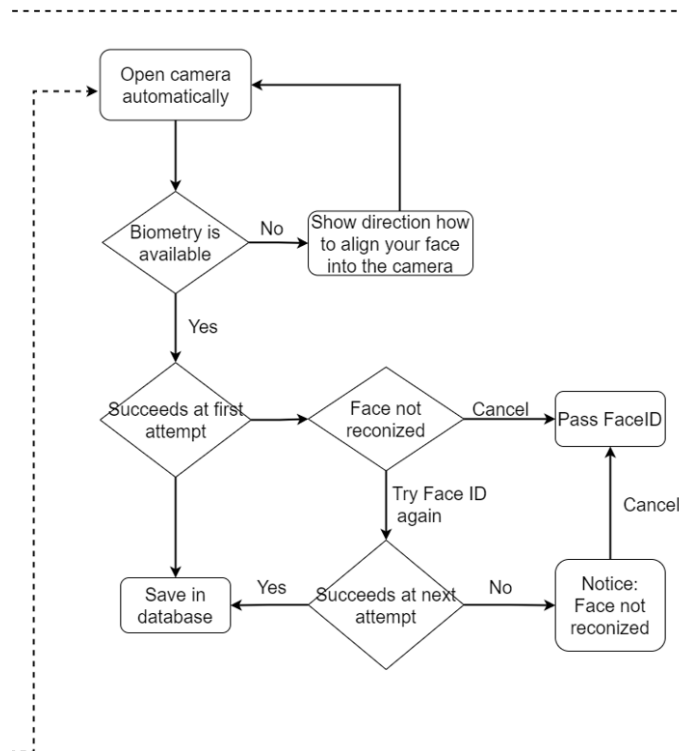 Open camera
automatically
Biometry is
available
No
Show direction how
to align your face
into the camera
Yes
Succeeds at first
attempt
Face not
reconized
Cancel
Pass FaceID
Try Face ID
again
Cancel
Save in
database
Yes
Succeeds at next
attempt
No
Notice:
Face not
reconized